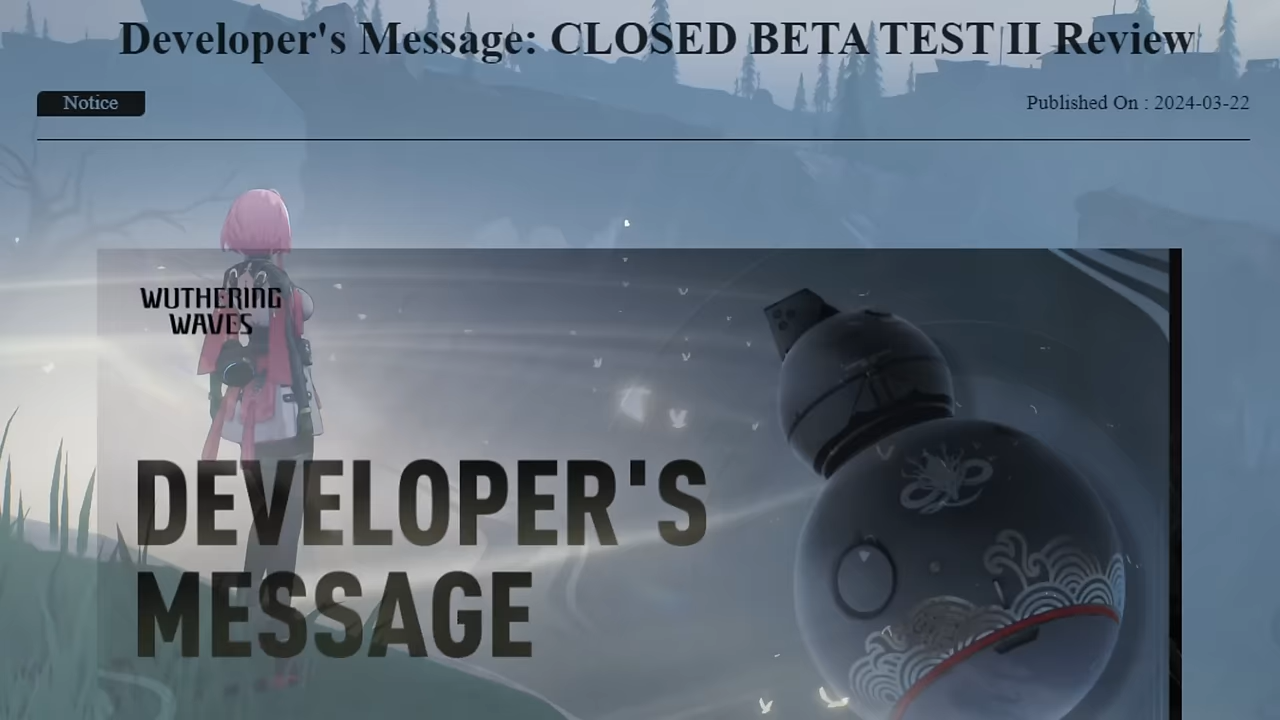 Developer's Message: CLOSED BETA TEST II Review
Notice
Published On : 2024-03-22
WUTHERING
WAVES
DEVELOPER'S
MESSAGE